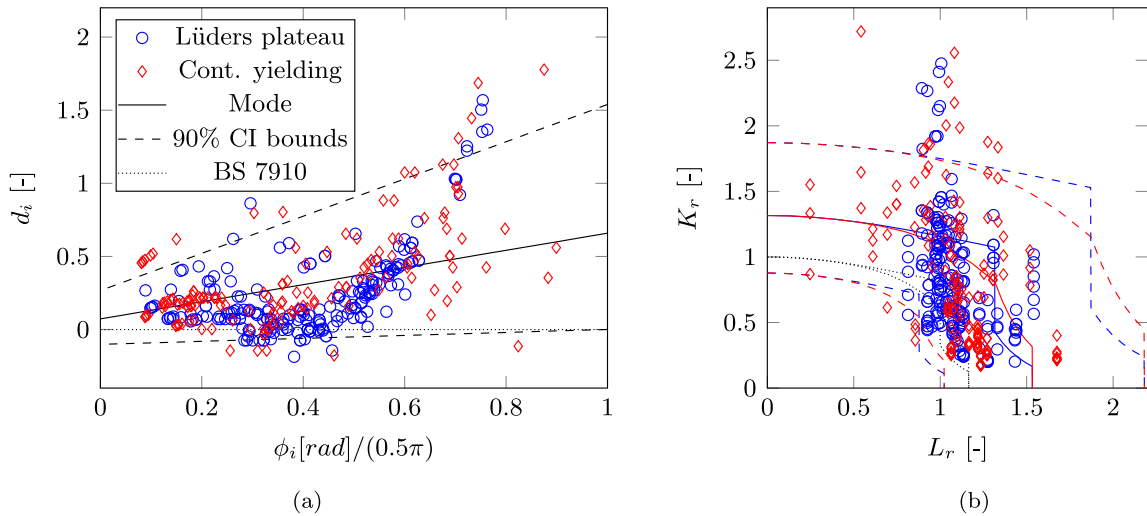 2
1.5
1
0.5
0
d_i [-]
Lüders plateau
Cont. yielding
Mode
90% CI bounds
BS 7910
0 0.2 0.4 0.6 0.8 1
ϕ_i[rad]/(0.5π)
(a)
2.5
2
1.5
1
0.5
0
K_r [-]
0 0.5 1 1.5 2
L_r [-]
(b)